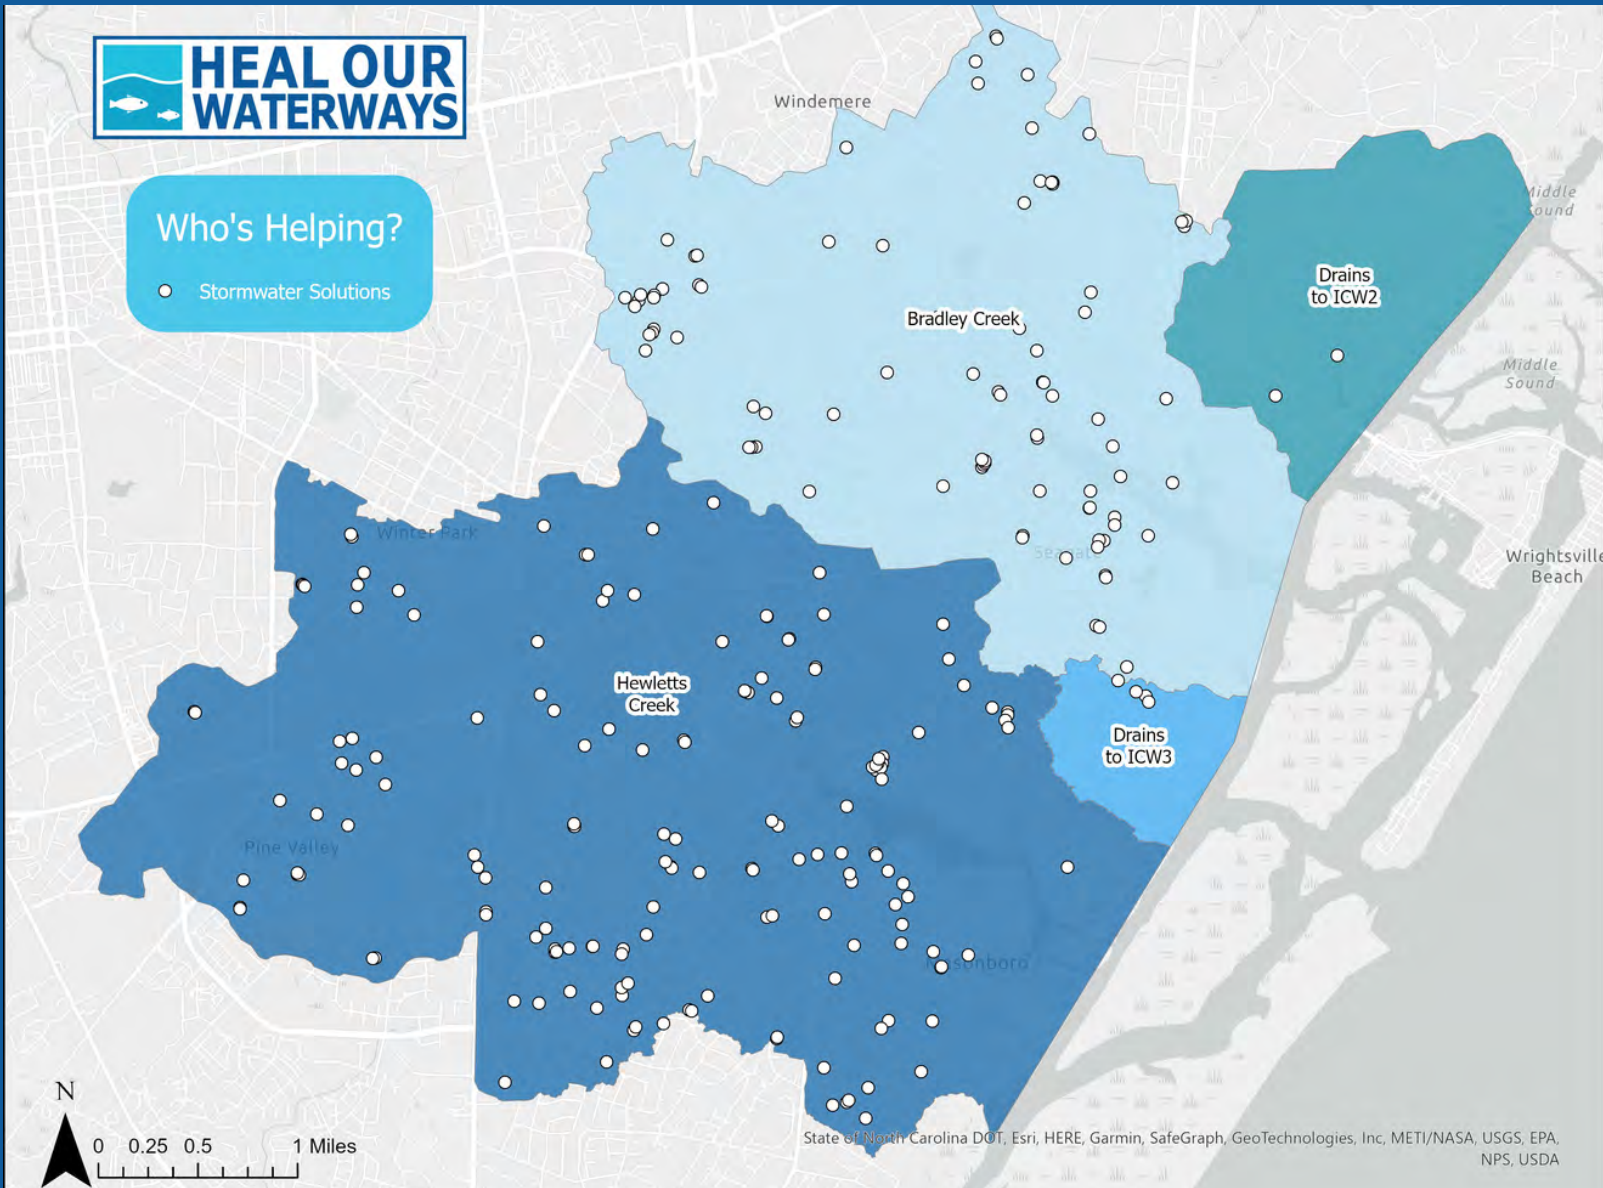 HEAL OUR
WATERWAYS
Who's Helping?
Stormwater Solutions
Windemere
Middle
Sound
Drains
to ICW2
Bradley Creek
Middle
Sound
Winter Park
Seagate
Wrightsville
Beach
Hewletts
Creek
Drains
to ICW3
Pine Valley
Masonboro
N
0 0.25 0.5 1 Miles
State of North Carolina DOT, Esri, HERE, Garmin, SafeGraph, GeoTechnologies, Inc, METI/NASA, USGS, EPA,
NPS, USDA